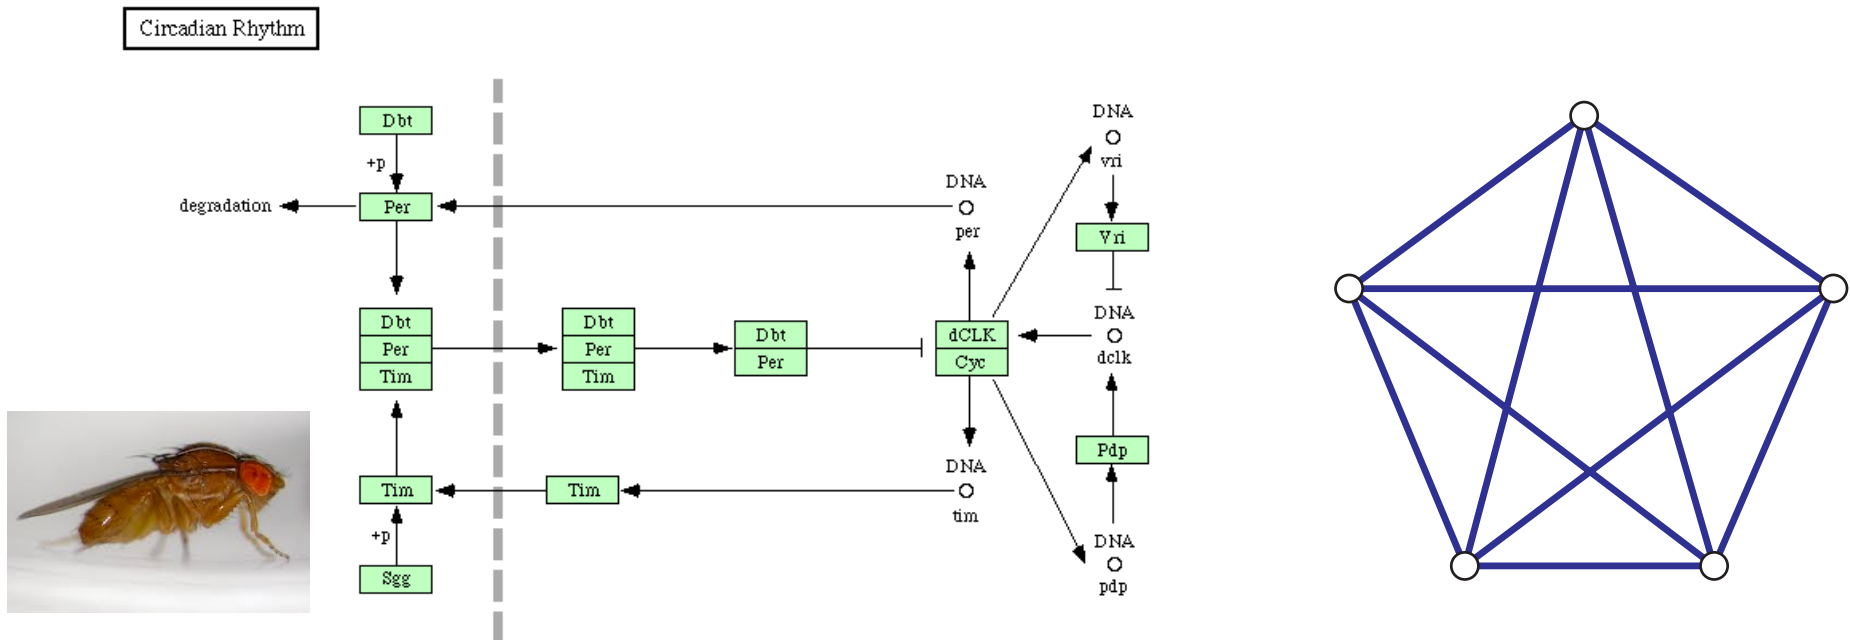 Circadian Rhythm
DNA
Dbt
+p
vri
DNA
degradation
Per
per
Vri
Dbt
Per
Tim
Dbt
Per
Tim
Dbt
Per
dCLK
Cyc
DNA
dclk
Pdp
DNA
Tim
Tim
tim
+p
DNA
Sgg
pdp